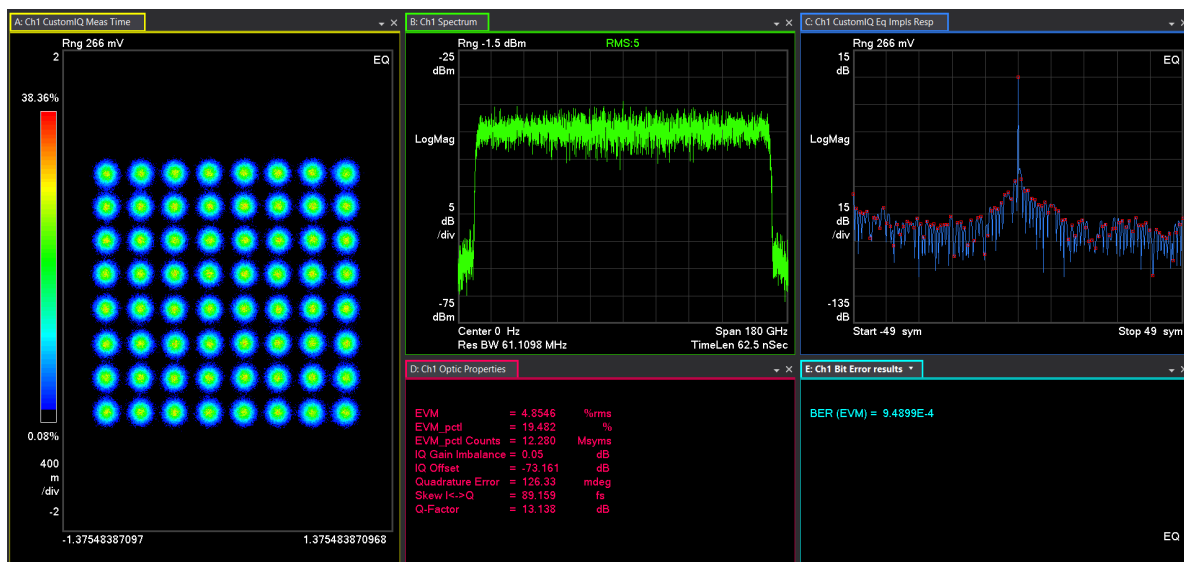 A: Ch1 CustomIQ Meas Time
Rng 266 mV
2
EQ
38.36%
0.08%
400
m
/div
-2
-1.37548387097
1.375483870968
B: Ch1 Spectrum
Rng -1.5 dBm
RMS:5
-25
dBm
LogMag
5
dB
/div
-75
dBm
Center 0 Hz
Span 180 GHz
Res BW 61.1098 MHz
TimeLen 62.5 nSec
C: Ch1 CustomIQ Eq Impls Resp
Rng 266 mV
15
dB
EQ
LogMag
15
dB
/div
-135
dB
Start -49 sym
Stop 49 sym
D: Ch1 Optic Properties
EVM = 4.8546 %rms
EVM_pctl = 19.482 %
EVM_pctl Counts = 12.280 Msyms
IQ Gain Imbalance = 0.05 dB
IQ Offset = -73.161 dB
Quadrature Error = 126.33 mdeg
Skew I<->Q = 89.159 fs
Q-Factor = 13.138 dB
E: Ch1 Bit Error results
BER (EVM) = 9.4899E-4
EQ